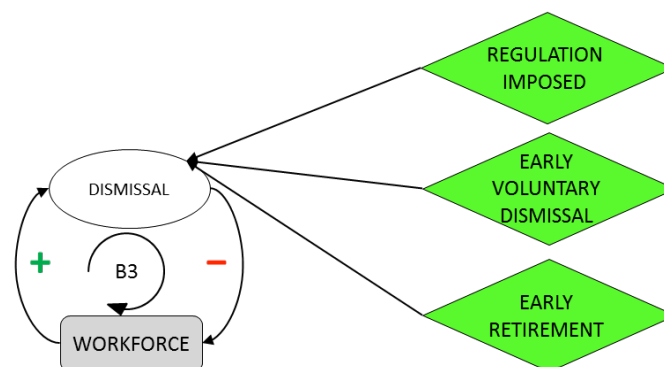 REGULATION
IMPOSED
EARLY
VOLUNTARY
DISMISSAL
EARLY
RETIREMENT
DISMISSAL
+
B3
−
WORKFORCE